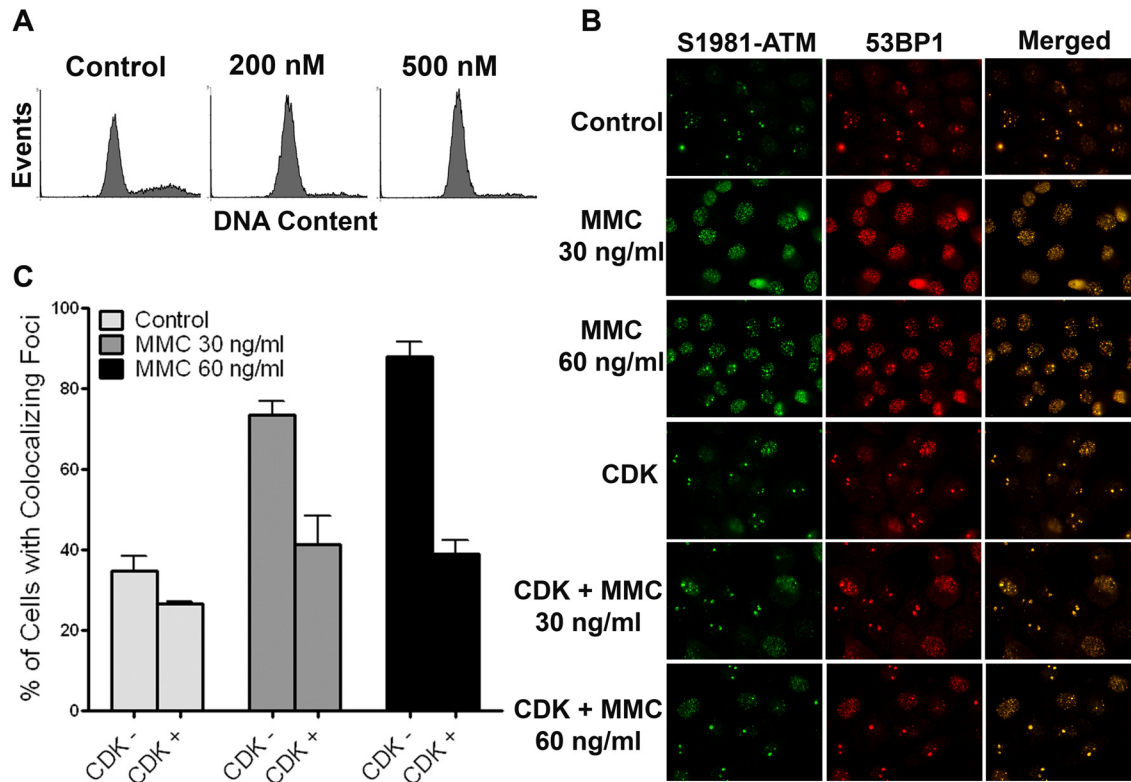 A
Control
200 nM
500 nM
Events
DNA Content
B
S1981-ATM
53BP1
Merged
Control
MMC
30 ng/ml
MMC
60 ng/ml
CDK
CDK + MMC
30 ng/ml
CDK + MMC
60 ng/ml
C
% of Cells with Colocalizing Foci
100
80
60
40
20
0
Control
MMC 30 ng/ml
MMC 60 ng/ml
CDK -
CDK +
CDK -
CDK +
CDK -
CDK +